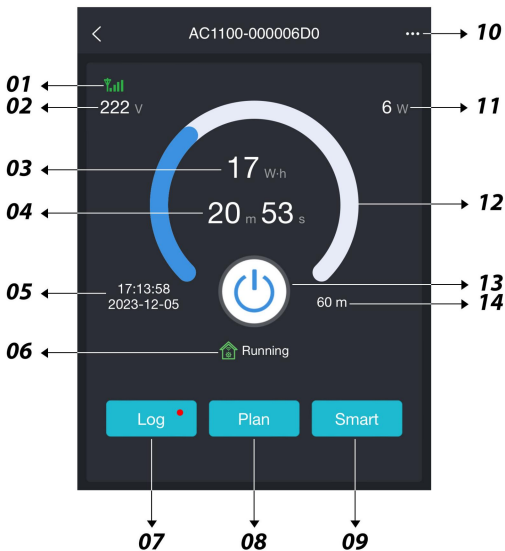 AC1100-000006D0
10
01
02
222 V
6 W
11
03
17 W·h
04
20 m 53 s
12
05
17:13:58
2023-12-05
13
60 m
14
06
Running
Log
Plan
Smart
07
08
09